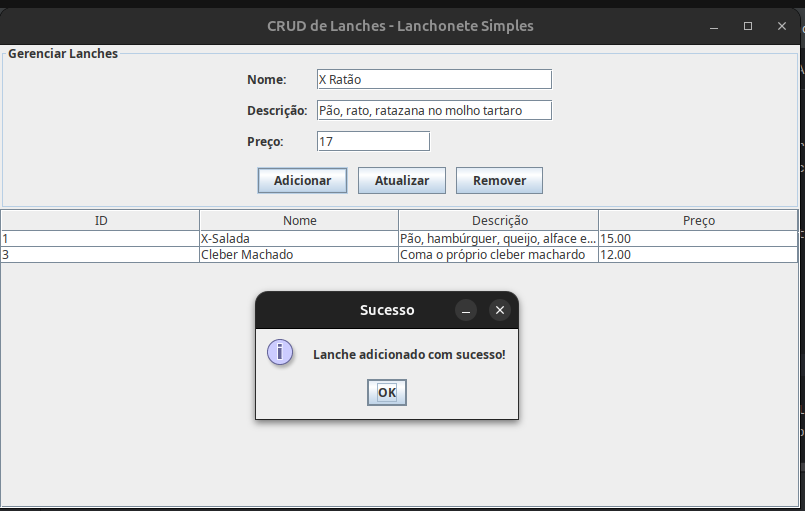 CRUD de Lanches - Lanchonete Simples
Gerenciar Lanches
Nome: X Ratão
Descrição: Pão, rato, ratazana no molho tartaro
Preço: 17
Adicionar Atualizar Remover
ID Nome Descrição Preço
1 X-Salada Pão, hambúrguer, queijo, alface e... 15.00
3 Cleber Machado Coma o próprio cleber machardo 12.00
Sucesso
Lanche adicionado com sucesso!
OK